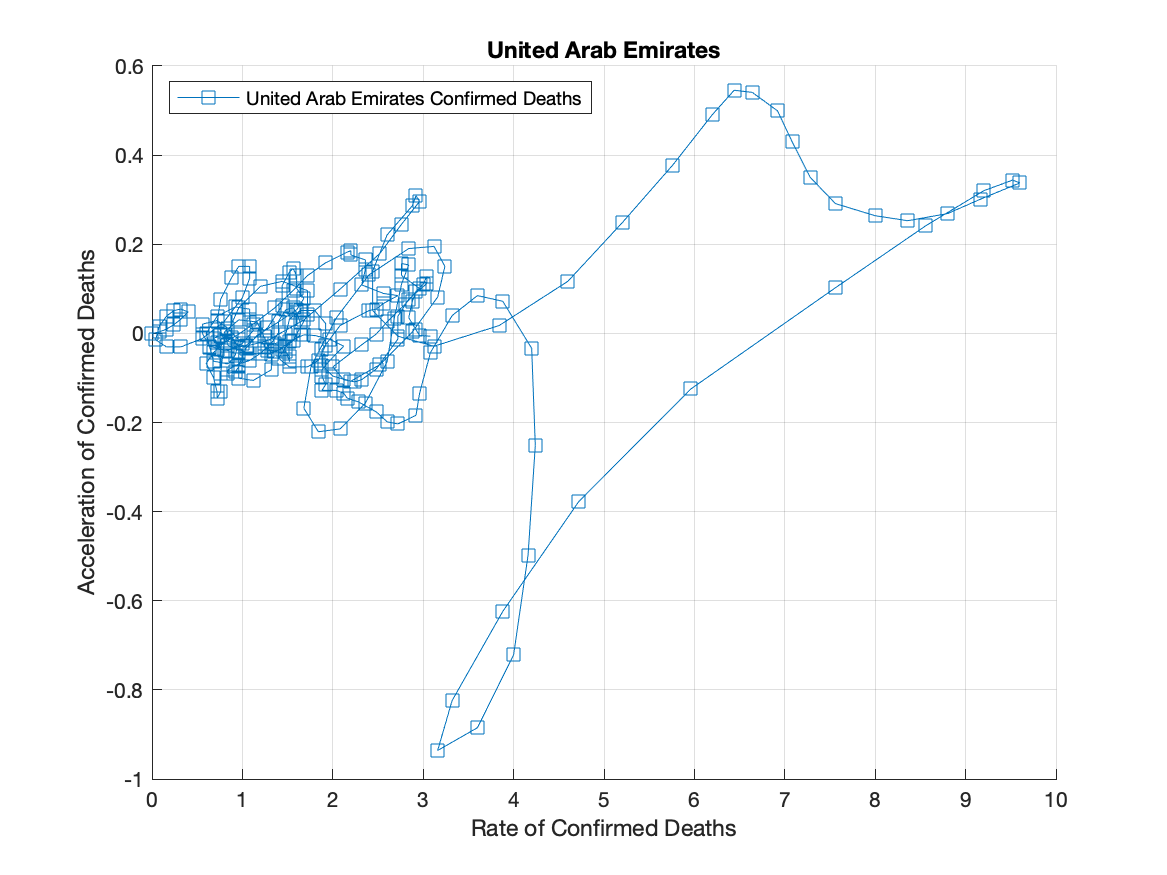 United Arab Emirates
United Arab Emirates Confirmed Deaths
Acceleration of Confirmed Deaths
0.6
0.4
0.2
0
-0.2
-0.4
-0.6
-0.8
-1
0 1 2 3 4 5 6 7 8 9 10
Rate of Confirmed Deaths